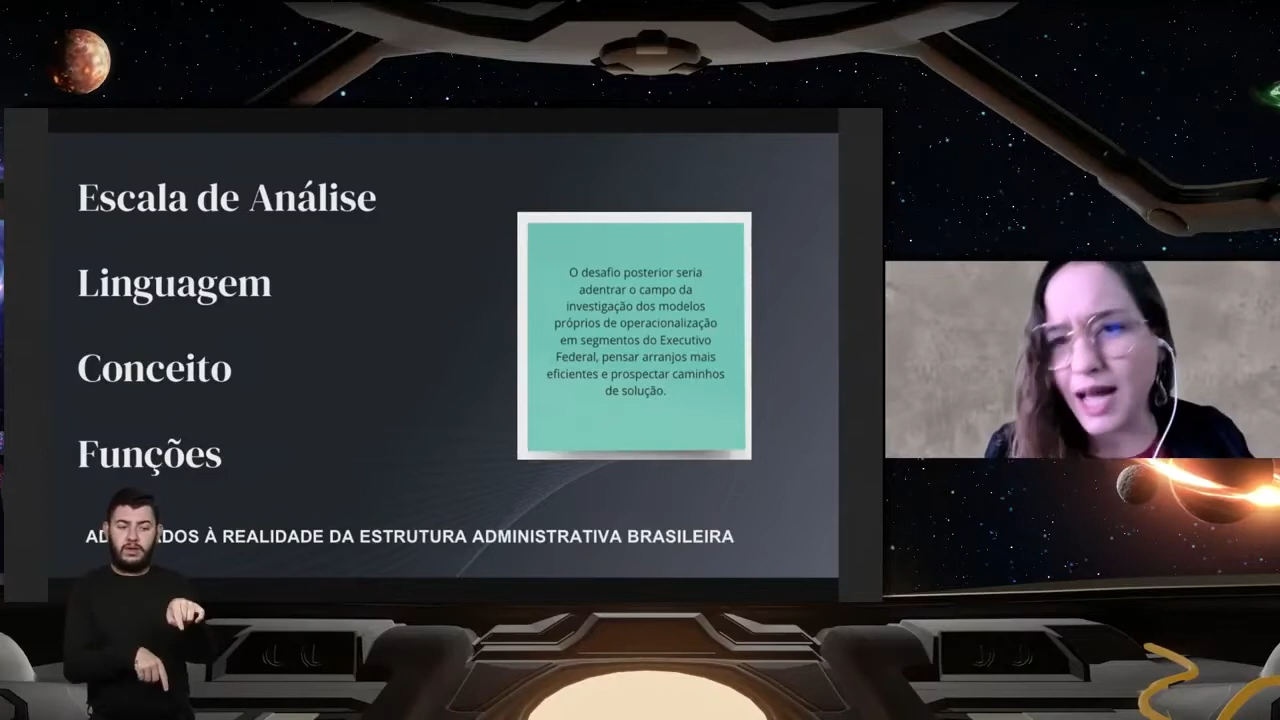 Escala de Análise
Linguagem
Conceito
Funções
O desafio posterior seria
adentrar o campo da
investigação dos modelos
próprios de operacionalização
em segmentos do Executivo
Federal, pensar arranjos mais
eficientes e prospectar caminhos
de solução.
À REALIDADE DA ESTRUTURA ADMINISTRATIVA BRASILEIRA